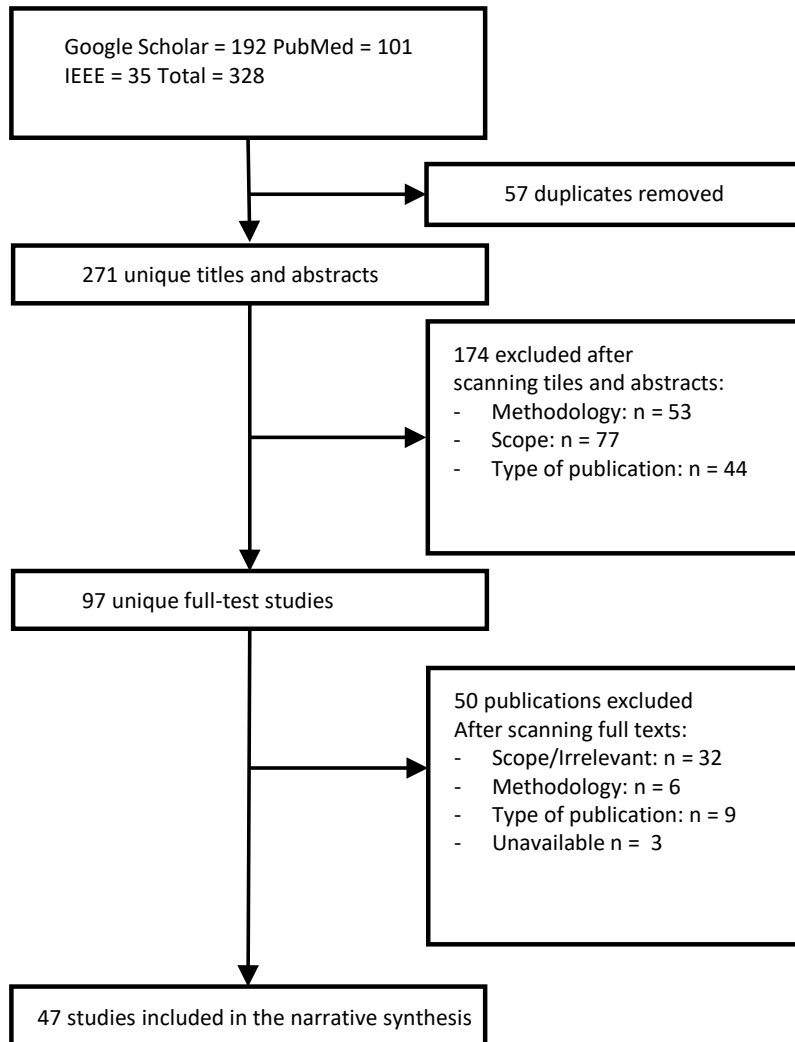 Google Scholar = 192 PubMed = 101
IEEE = 35 Total = 328
57 duplicates removed
271 unique titles and abstracts
174 excluded after
scanning tiles and abstracts:
- Methodology: n = 53
- Scope: n = 77
- Type of publication: n = 44
97 unique full-test studies
50 publications excluded
After scanning full texts:
- Scope/Irrelevant: n = 32
- Methodology: n = 6
- Type of publication: n = 9
- Unavailable n = 3
47 studies included in the narrative synthesis